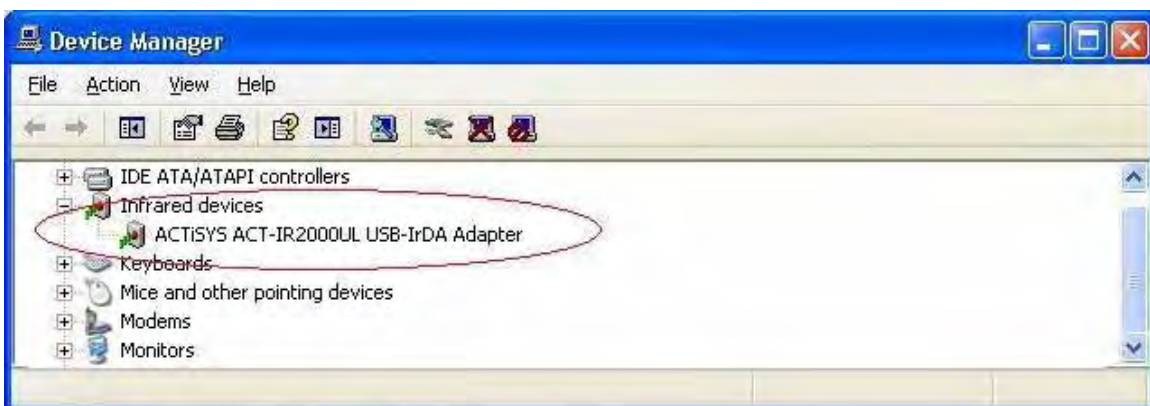 Device Manager
File Action View Help
IDE ATA/ATAPI controllers
Infrared devices
ACTiSYS ACT-IR2000UL USB-IrDA Adapter
Keyboards
Mice and other pointing devices
Modems
Monitors